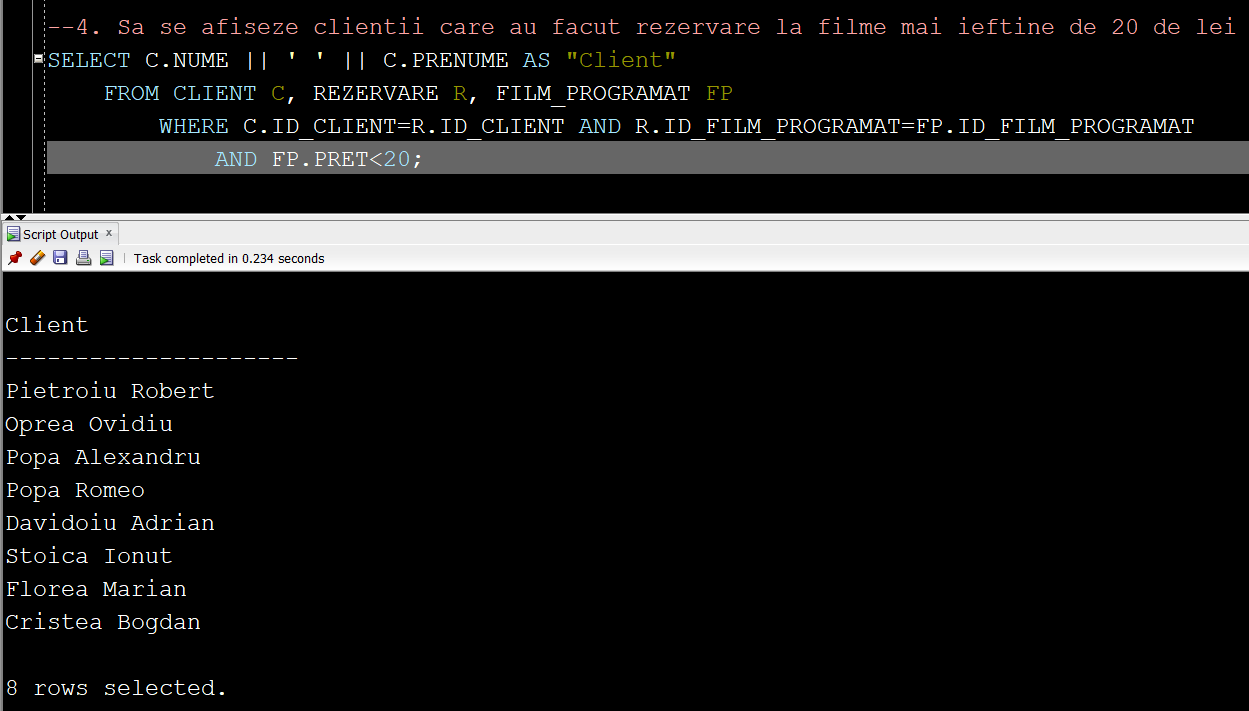 --4. Sa se afiseze clientii care au facut rezervare la filme mai ieftine de 20 de lei
SELECT C.NUME || ' ' || C.PRENUME AS "Client"
FROM CLIENT C, REZERVARE R, FILM_PROGRAMAT FP
WHERE C.ID_CLIENT=R.ID_CLIENT AND R.ID_FILM_PROGRAMAT=FP.ID_FILM_PROGRAMAT
AND FP.PRET<20;
Script Output x
Task completed in 0.234 seconds
Client
---------------------
Pietroiu Robert
Oprea Ovidiu
Popa Alexandru
Popa Romeo
Davidoiu Adrian
Stoica Ionut
Florea Marian
Cristea Bogdan
8 rows selected.